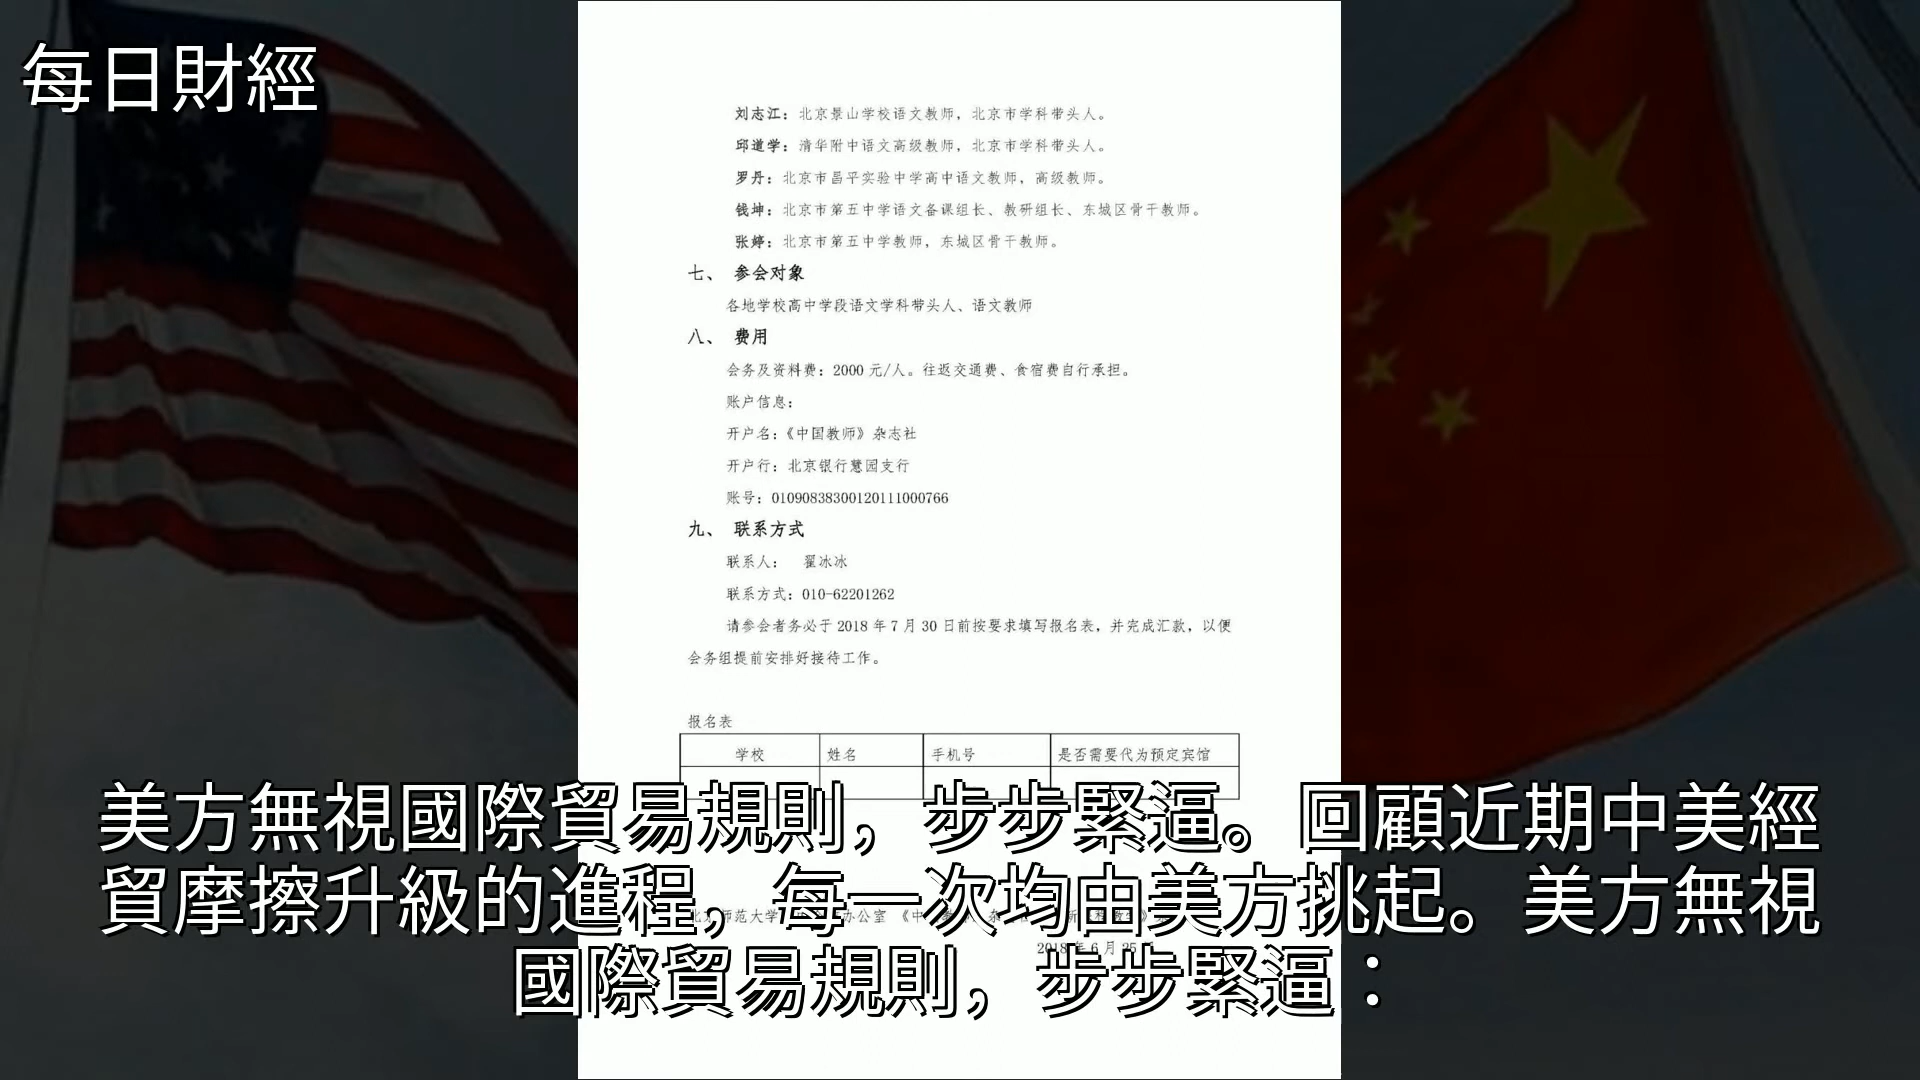 每日財經
刘志江：北京景山学校语文教师，北京市学科带头人。
邱道学：清华附中语文高级教师，北京市学科带头人。
罗丹：北京市昌平实验中学高中语文教师，高级教师。
钱坤：北京市第五中学语文备课组长、教研组长、东城区骨干教师。
张婷：北京市第五中学教师，东城区骨干教师。
七、 参会对象
各地学校高中学段语文学科带头人、语文教师
八、 费用
会务及资料费：2000 元/人。往返交通费、食宿费自行承担。
账户信息：
开户名：《中国教师》杂志社
开户行：北京银行慧园支行
账号：01090838300120111000766
九、 联系方式
联系人： 翟冰冰
联系方式：010-62201262
请参会者务必于 2018 年 7 月 30 日前按要求填写报名表，并完成汇款，以便
会务组提前安排好接待工作。
报名表
学校 姓名 手机号 是否需要代为预定宾馆
美方無視國際貿易規則，步步緊逼。回顧近期中美經
貿摩擦升級的進程，每一次均由美方挑起。美方無視
國際貿易規則，步步緊逼：
师范大学 办公室 《中
2018 年 6 月 25